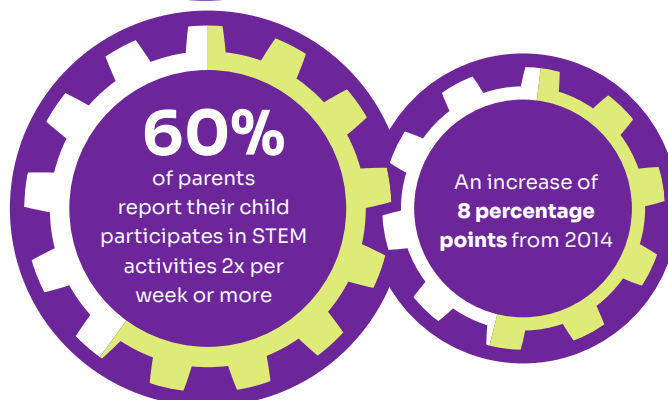 60%
of parents
report their child
participates in STEM
activities 2x per
week or more
An increase of
8 percentage
points from 2014